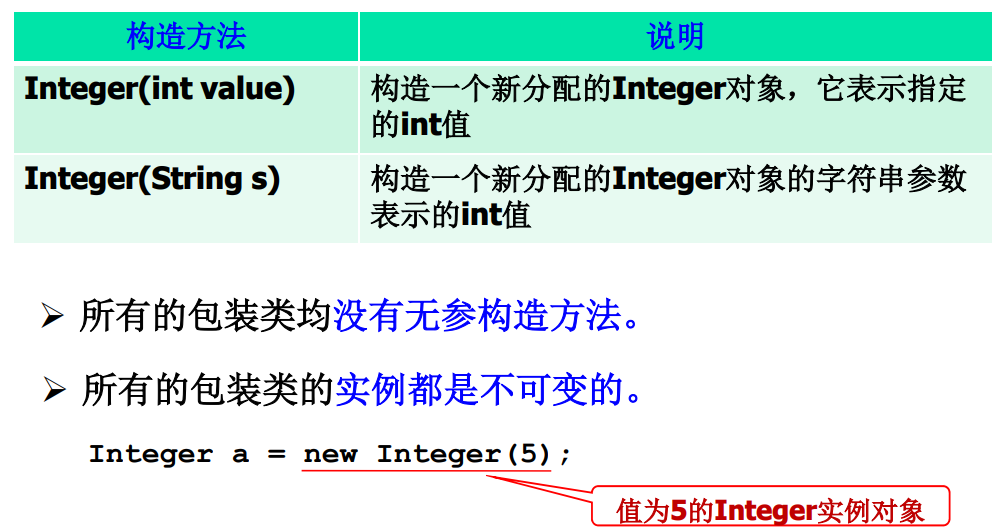 构造方法 说明
Integer(int value) 构造一个新分配的Integer对象，它表示指定
的int值
Integer(String s) 构造一个新分配的Integer对象的字符串参数
表示的int值
➢ 所有的包装类均没有无参构造方法。
➢ 所有的包装类的实例都是不可变的。
Integer a = new Integer(5);
值为5的Integer实例对象